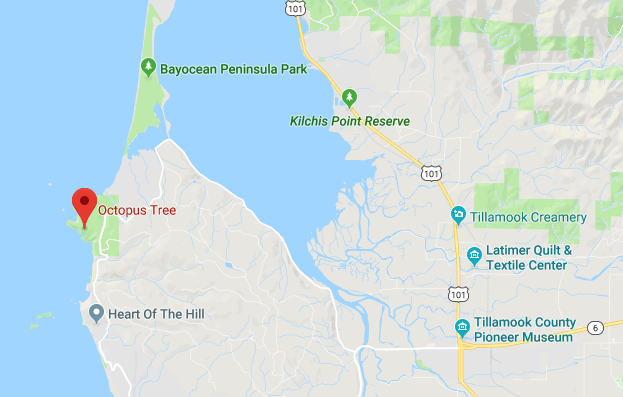 101
Bayocean Peninsula Park
Kilchis Point Reserve
101
Octopus Tree
Tillamook Creamery
Latimer Quilt &
Textile Center
101
Heart Of The Hill
Tillamook County
Pioneer Museum
6